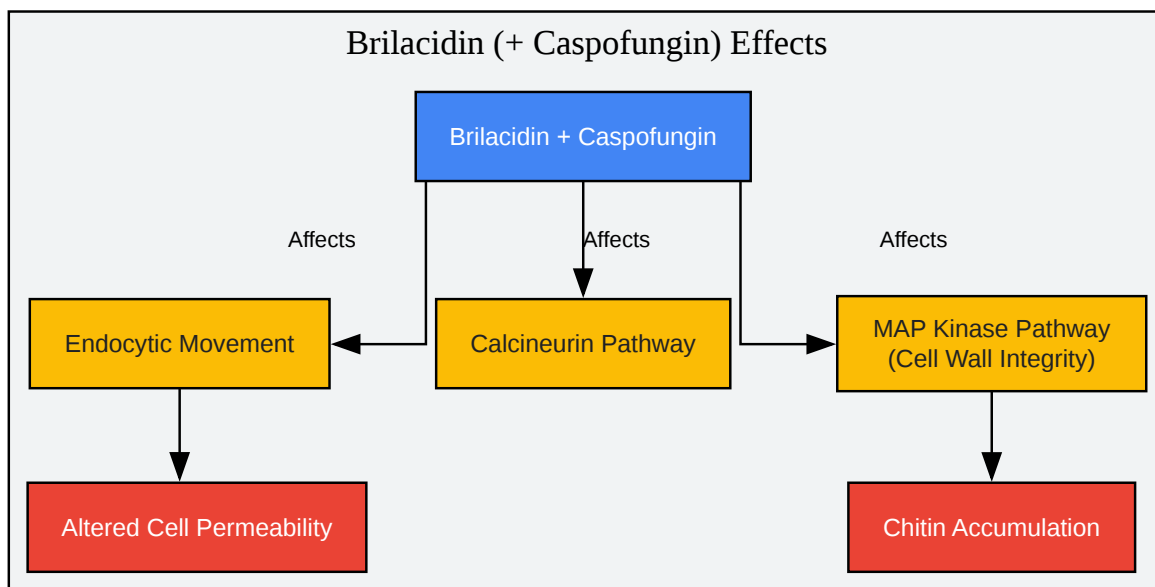 Brilacidin (+ Caspofungin) Effects
Brilacidin + Caspofungin
Affects
Affects
Affects
Endocytic Movement
Calcineurin Pathway
MAP Kinase Pathway
(Cell Wall Integrity)
Altered Cell Permeability
Chitin Accumulation